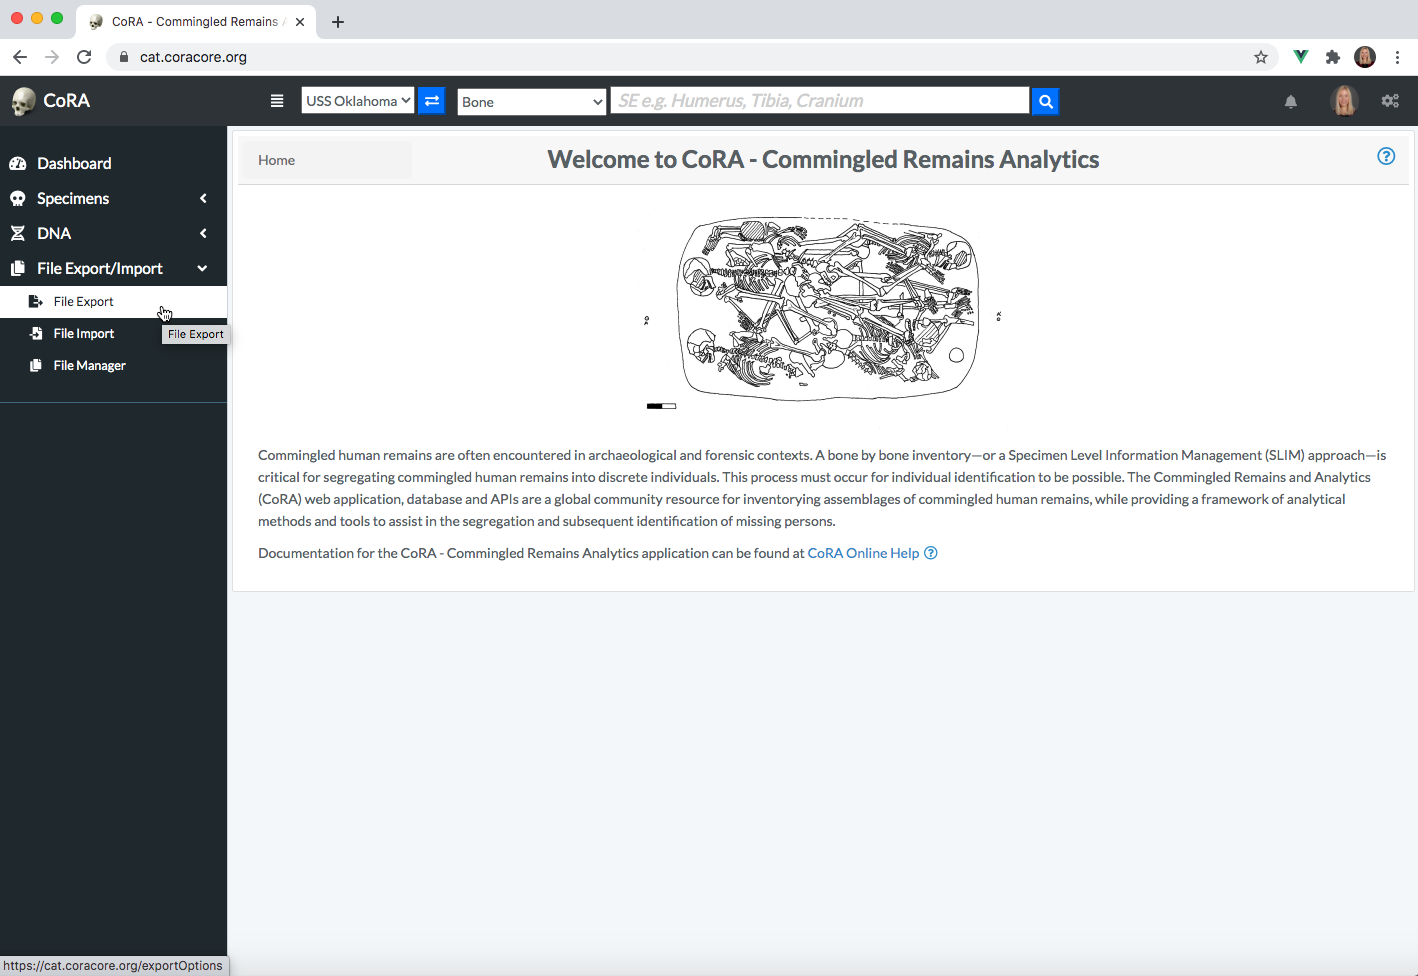 CoRA - Commingled Remains
cat.coracore.org
CoRA
USS Oklahoma
Bone
SE e.g. Humerus, Tibia, Cranium
Dashboard
Specimens
DNA
File Export/Import
File Export
File Import
File Export
File Manager
Home
Welcome to CoRA - Commingled Remains Analytics
Commingled human remains are often encountered in archaeological and forensic contexts. A bone by bone inventory—or a Specimen Level Information Management (SLIM) approach—is
critical for segregating commingled human remains into discrete individuals. This process must occur for individual identification to be possible. The Commingled Remains and Analytics
(CoRA) web application, database and APIs are a global community resource for inventorying assemblages of commingled human remains, while providing a framework of analytical
methods and tools to assist in the segregation and subsequent identification of missing persons.
Documentation for the CoRA - Commingled Remains Analytics application can be found at CoRA Online Help
https://cat.coracore.org/exportOptions